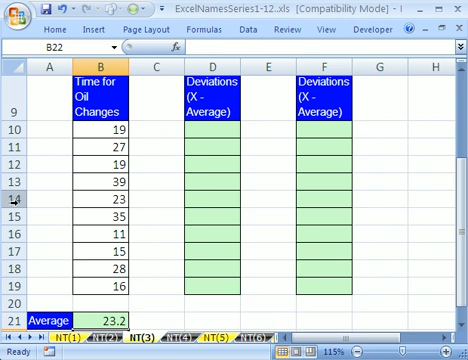 ExcelNamesSeries1-12..xls [Compatibility Mode] -
Home Insert Page Layout Formulas Data Review View Developer
B22 fx
A B C D E F G H
9 Time for Oil Changes Deviations (X - Average) Deviations (X - Average)
10 19
11 27
12 19
13 39
14 23
15 35
16 11
17 15
18 28
19 16
20
21 Average 23.2
NT(1) NT(2) NT(3) NT(4) NT(5) NT(6)
Ready 115%